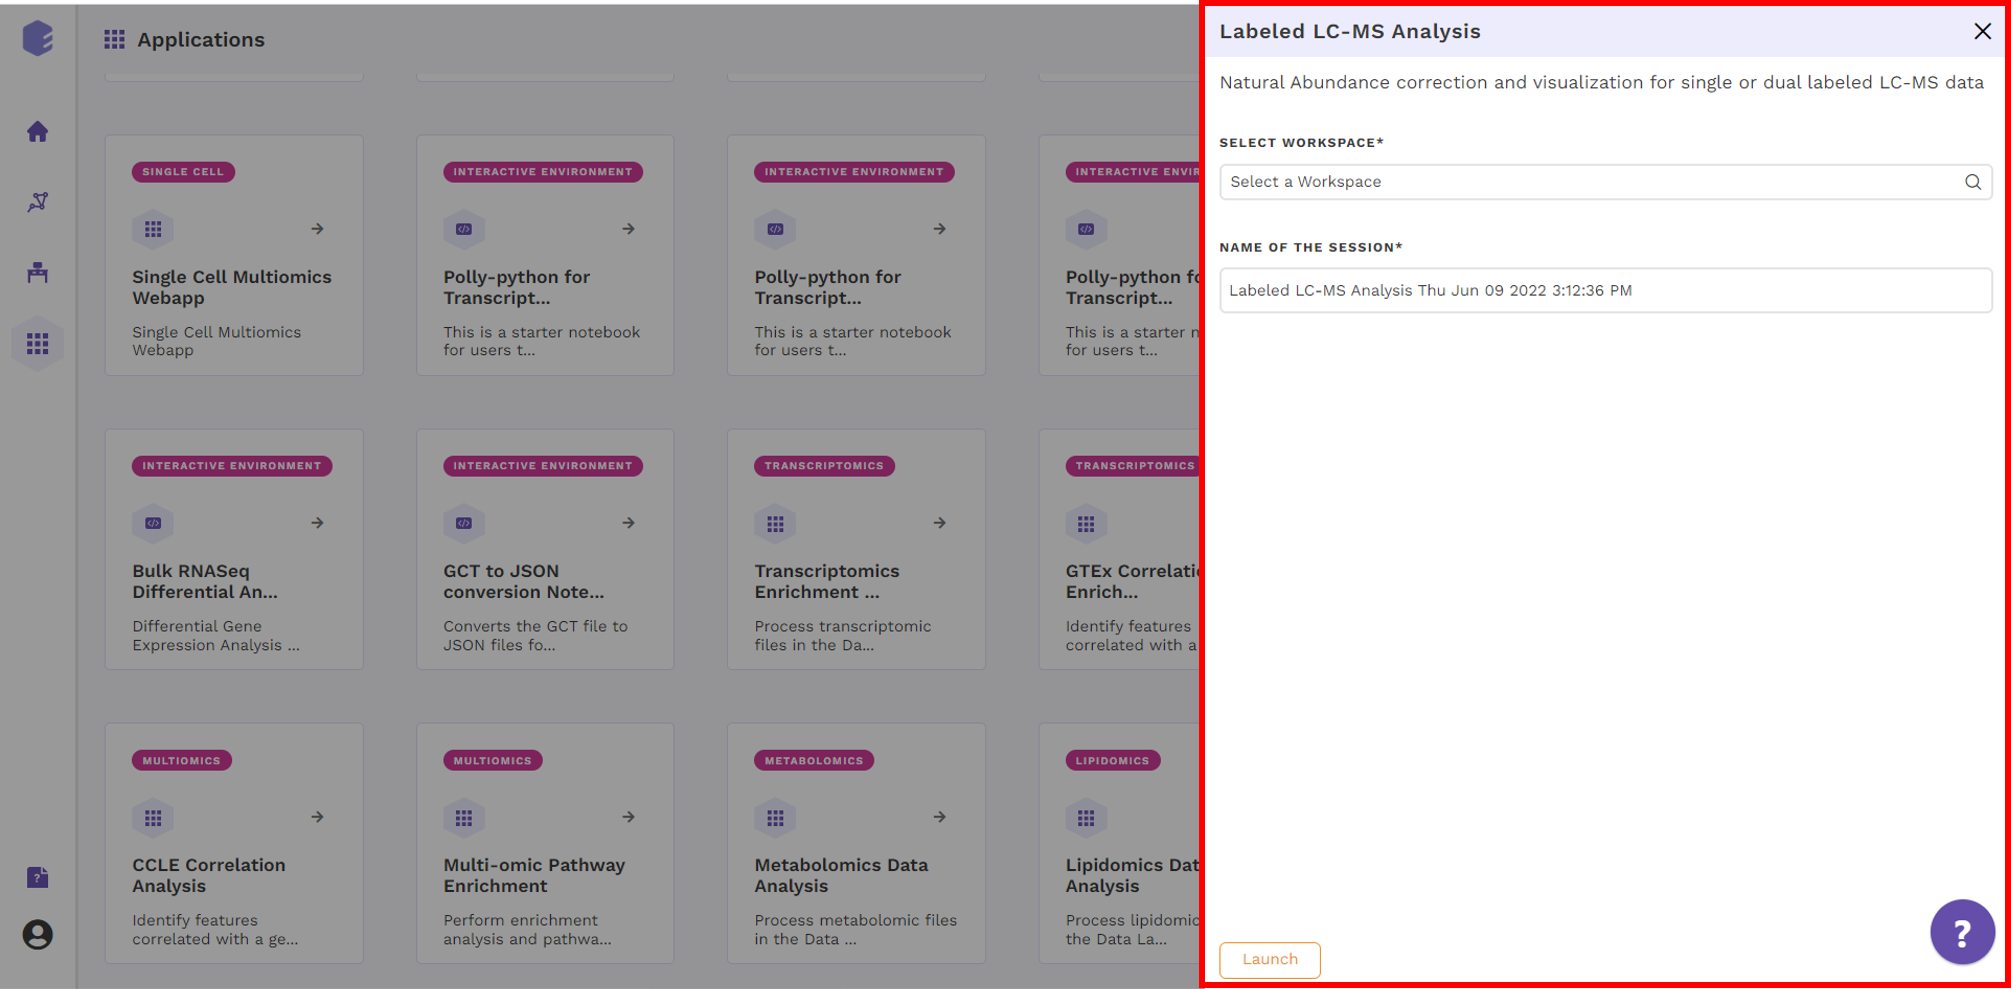 Applications
SINGLE CELL
Single Cell Multiomics
Webapp
Single Cell Multiomics
Webapp
INTERACTIVE ENVIRONMENT
Polly-python for
Transcript...
This is a starter notebook
for users t...
INTERACTIVE ENVIRONMENT
Polly-python for
Transcript...
This is a starter notebook
for users t...
INTERACTIVE ENVIR
Polly-python fo
Transcript...
This is a starter n
for users t...
INTERACTIVE ENVIRONMENT
Bulk RNASeq
Differential An...
Differential Gene
Expression Analysis ...
INTERACTIVE ENVIRONMENT
GCT to JSON
conversion Note...
Converts the GCT file to
JSON files fo...
TRANSCRIPTOMICS
Transcriptomics
Enrichment ...
Process transcriptomic
files in the Da...
TRANSCRIPTOMICS
GTEx Correlatio
Enrich...
Identify features
correlated with a
MULTIOMICS
CCLE Correlation
Analysis
Identify features
correlated with a ge...
MULTIOMICS
Multi-omic Pathway
Enrichment
Perform enrichment
analysis and pathwa...
METABOLOMICS
Metabolomics Data
Analysis
Process metabolomic files
in the Data ...
LIPIDOMICS
Lipidomics Dat
Analysis
Process lipidomic
the Data La...
Labeled LC-MS Analysis
Natural Abundance correction and visualization for single or dual labeled LC-MS data
SELECT WORKSPACE*
Select a Workspace
NAME OF THE SESSION*
Labeled LC-MS Analysis Thu Jun 09 2022 3:12:36 PM
Launch
?